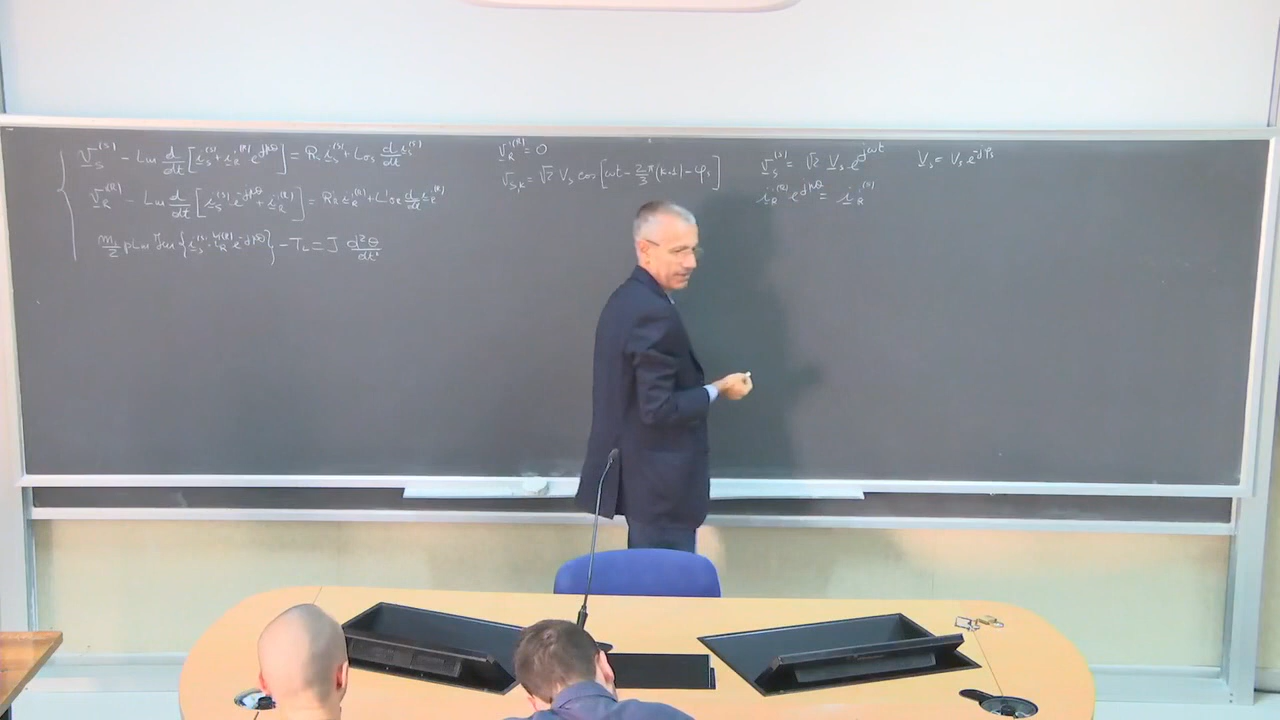 v_S^(S) - L_m d/dt [i_S^(S) + i_R'^(R) e^jpθ] = R_S i_S^(S) + L_σS d/dt i_S^(S)
v_R'^(R) - L_m d/dt [i_S^(S) e^-jpθ + i_R'^(R)] = R_R' i_R'^(R) + L'_σR d/dt i_R'^(R)
p L_m Im { i_S^(S) i_R'^(R) e^-jpθ } - T_L = J d²θ/dt²
v_R'^(R) = 0
v_S,k = √2 V_S cos [ωt - 2/3 π (k-1) - φ_S]
v_S^(S) = √2 V_S e^jωt
V_S = V_S e^-jφ_S
i_R'^(R) e^jpθ = i_R'^(S)